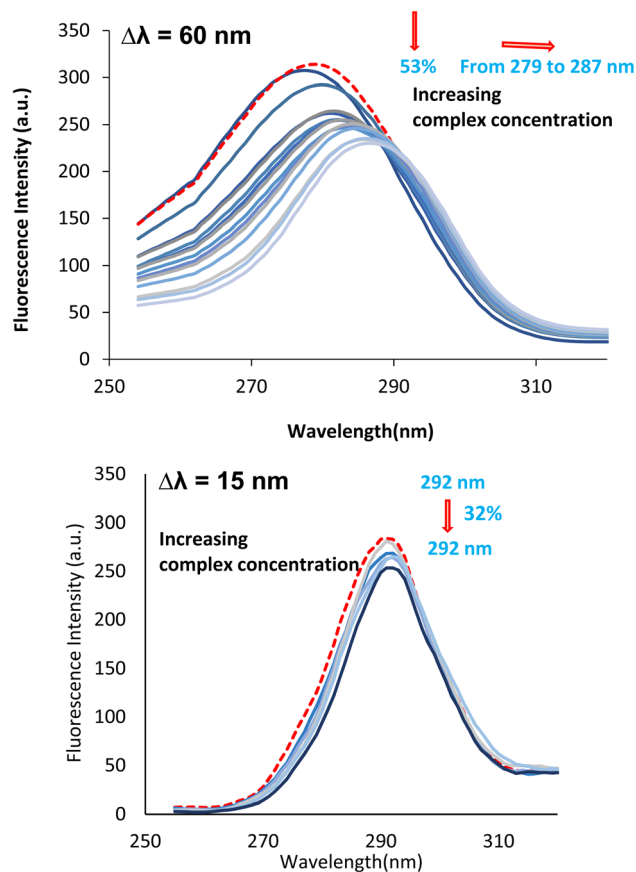 350
Δλ = 60 nm
300
53% From 279 to 287 nm
Increasing
complex concentration
250
200
150
100
50
0
Fluorescence Intensity (a.u.)
250 270 290 310
Wavelength(nm)
350
Δλ = 15 nm
292 nm
32%
300
Increasing
complex concentration
292 nm
250
200
150
100
50
0
Fluorescence Intensity (a.u.)
250 270 290 310
Wavelength(nm)